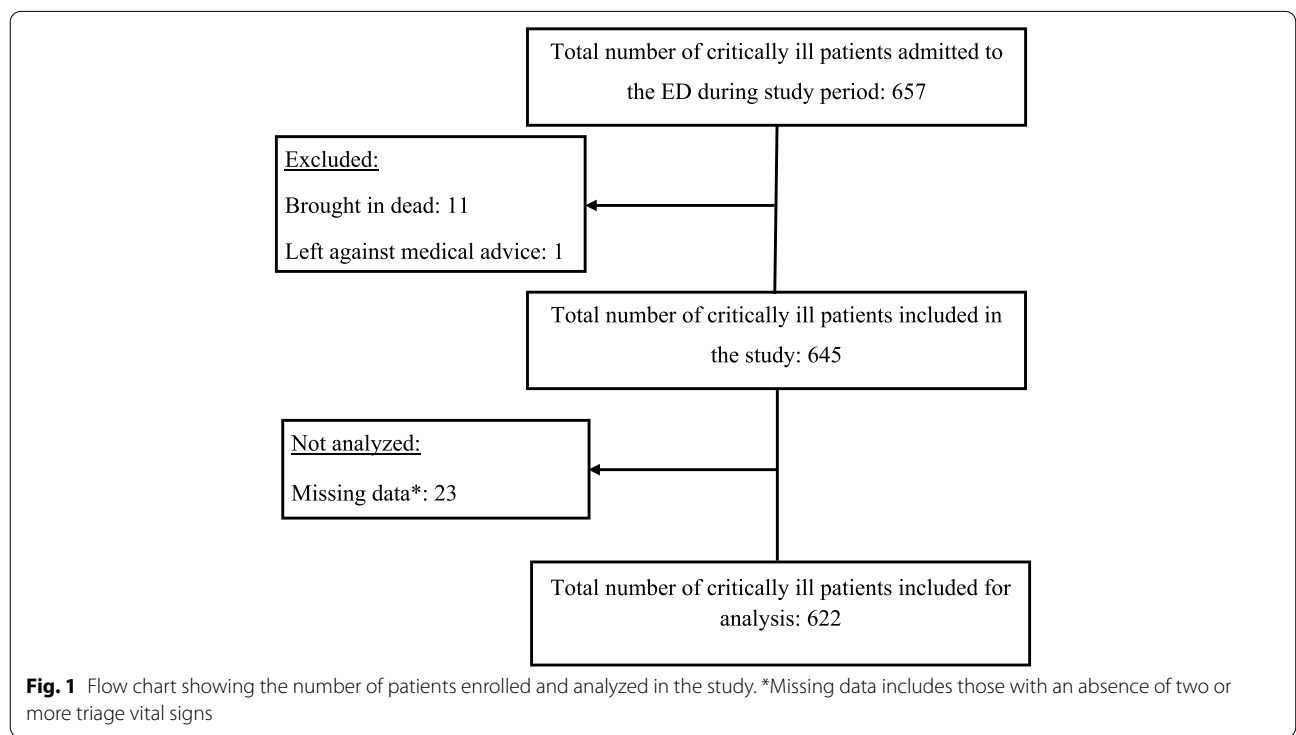 Total number of critically ill patients admitted to
the ED during study period: 657
Excluded:
Brought in dead: 11
Left against medical advice: 1
Total number of critically ill patients included in
the study: 645
Not analyzed:
Missing data*: 23
Total number of critically ill patients included for
analysis: 622
Fig. 1 Flow chart showing the number of patients enrolled and analyzed in the study. *Missing data includes those with an absence of two or
more triage vital signs